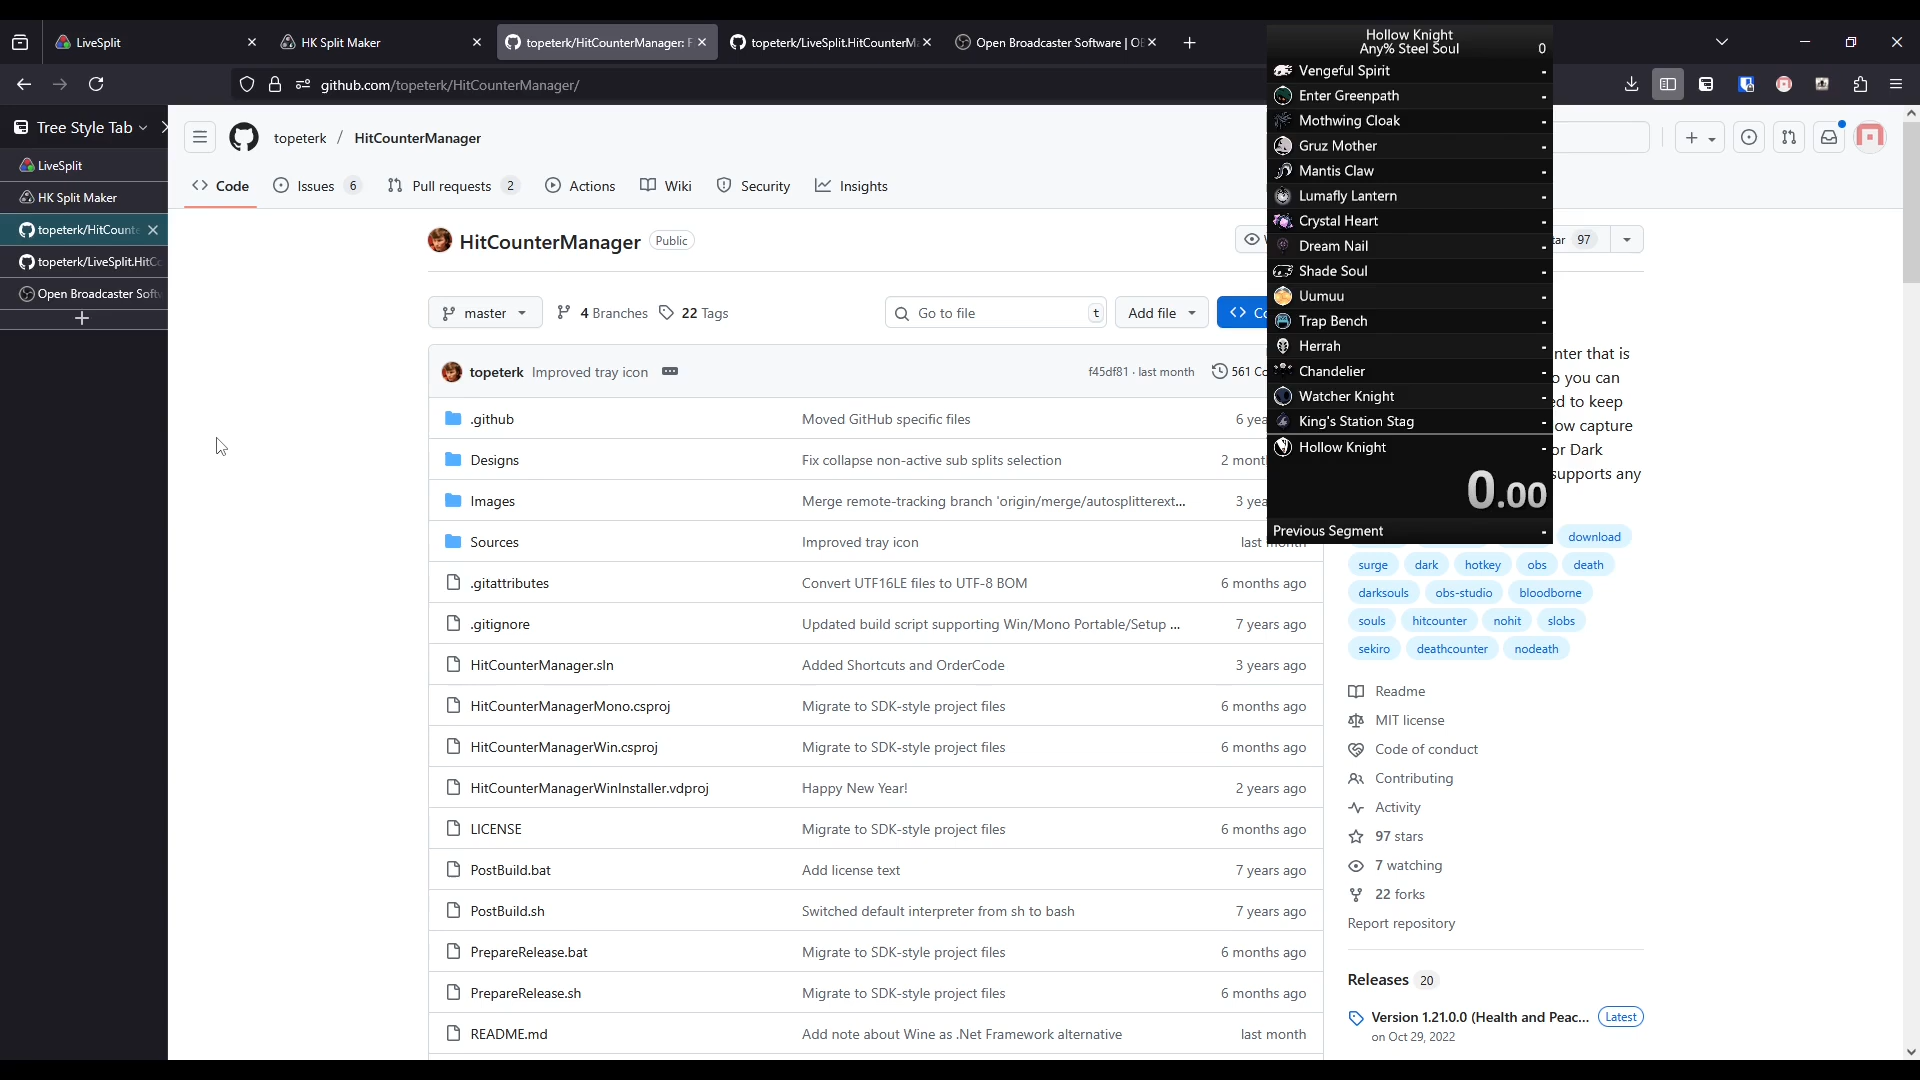 LiveSplit
HK Split Maker
topeterk/HitCounterManager: F
topeterk/LiveSplit.HitCounterM
Open Broadcaster Software | OB
github.com/topeterk/HitCounterManager/
Tree Style Tab
LiveSplit
HK Split Maker
topeterk/HitCounte
topeterk/LiveSplit.HitC
Open Broadcaster Softw
topeterk / HitCounterManager
Code
Issues 6
Pull requests 2
Actions
Wiki
Security
Insights
HitCounterManager Public
97
master
4 Branches
22 Tags
Go to file
t
Add file
topeterk Improved tray icon
f45df81 · last month
561 Co
.github Moved GitHub specific files 6 yea
Designs Fix collapse non-active sub splits selection 2 mont
Images Merge remote-tracking branch 'origin/merge/autosplitterext... 3 yea
Sources Improved tray icon last month
.gitattributes Convert UTF16LE files to UTF-8 BOM 6 months ago
.gitignore Updated build script supporting Win/Mono Portable/Setup ... 7 years ago
HitCounterManager.sln Added Shortcuts and OrderCode 3 years ago
HitCounterManagerMono.csproj Migrate to SDK-style project files 6 months ago
HitCounterManagerWin.csproj Migrate to SDK-style project files 6 months ago
HitCounterManagerWinInstaller.vdproj Happy New Year! 2 years ago
LICENSE Migrate to SDK-style project files 6 months ago
PostBuild.bat Add license text 7 years ago
PostBuild.sh Switched default interpreter from sh to bash 7 years ago
PrepareRelease.bat Migrate to SDK-style project files 6 months ago
PrepareRelease.sh Migrate to SDK-style project files 6 months ago
README.md Add note about Wine as .Net Framework alternative last month
Hollow Knight
Any% Steel Soul 0
Vengeful Spirit -
Enter Greenpath -
Mothwing Cloak -
Gruz Mother -
Mantis Claw -
Lumafly Lantern -
Crystal Heart -
Dream Nail -
Shade Soul -
Uumuu -
Trap Bench -
Herrah -
Chandelier -
Watcher Knight -
King's Station Stag -
Hollow Knight -
0.00
Previous Segment -
nter that is
o you can
ed to keep
ow capture
or Dark
supports any
download
surge dark hotkey obs death
darksouls obs-studio bloodborne
souls hitcounter nohit slobs
sekiro deathcounter nodeath
Readme
MIT license
Code of conduct
Contributing
Activity
97 stars
7 watching
22 forks
Report repository
Releases 20
Version 1.21.0.0 (Health and Peac... Latest
on Oct 29, 2022